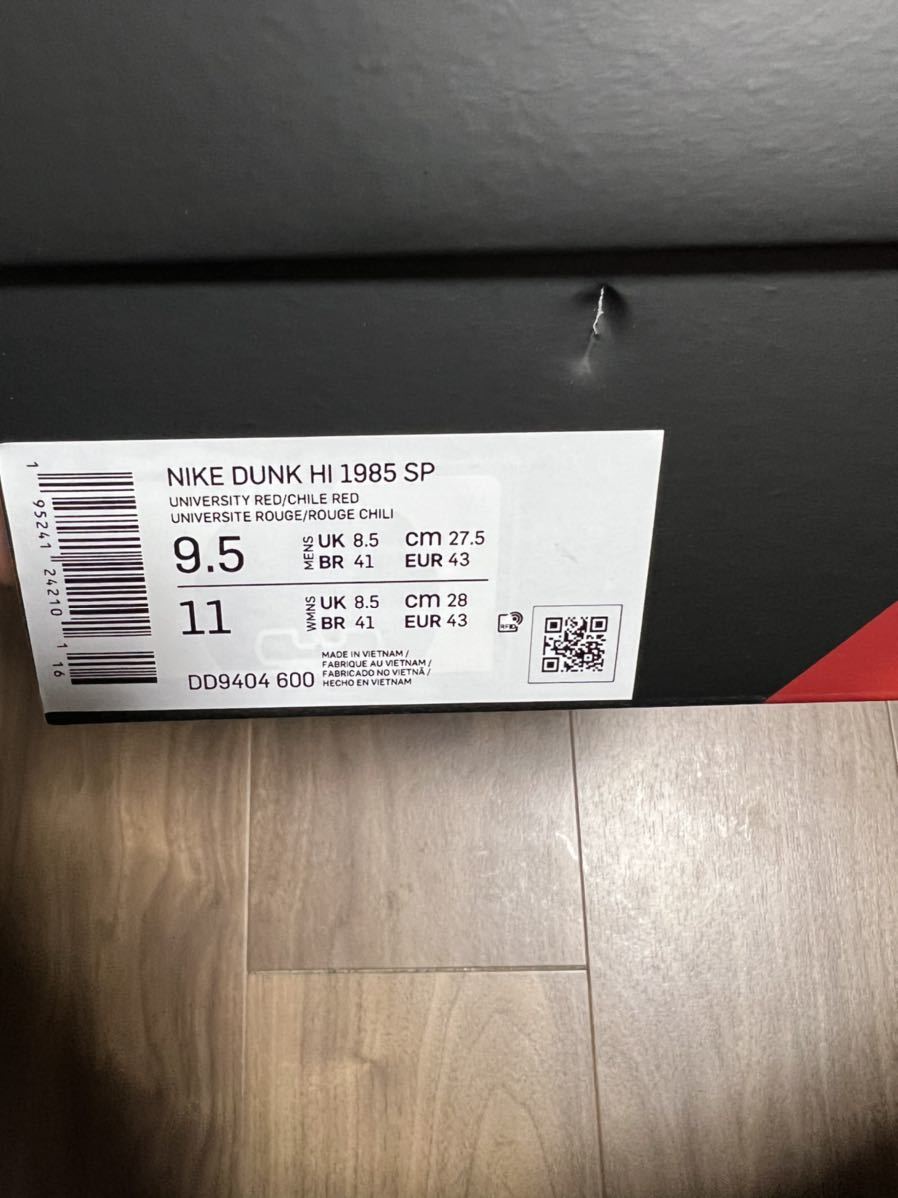 NIKE DUNK HI 1985 SP
UNIVERSITY RED/CHILE RED
UNIVERSITE ROUGE/ROUGE CHILI
9.5 MENS UK 8.5 cm 27.5
BR 41 EUR 43
11 WMNS UK 8.5 cm 28
BR 41 EUR 43
MADE IN VIETNAM /
FABRIQUE AU VIETNAM /
FABRICADO NO VIETNÃ /
HECHO EN VIETNAM
DD9404 600
1 95241 24210 1 16